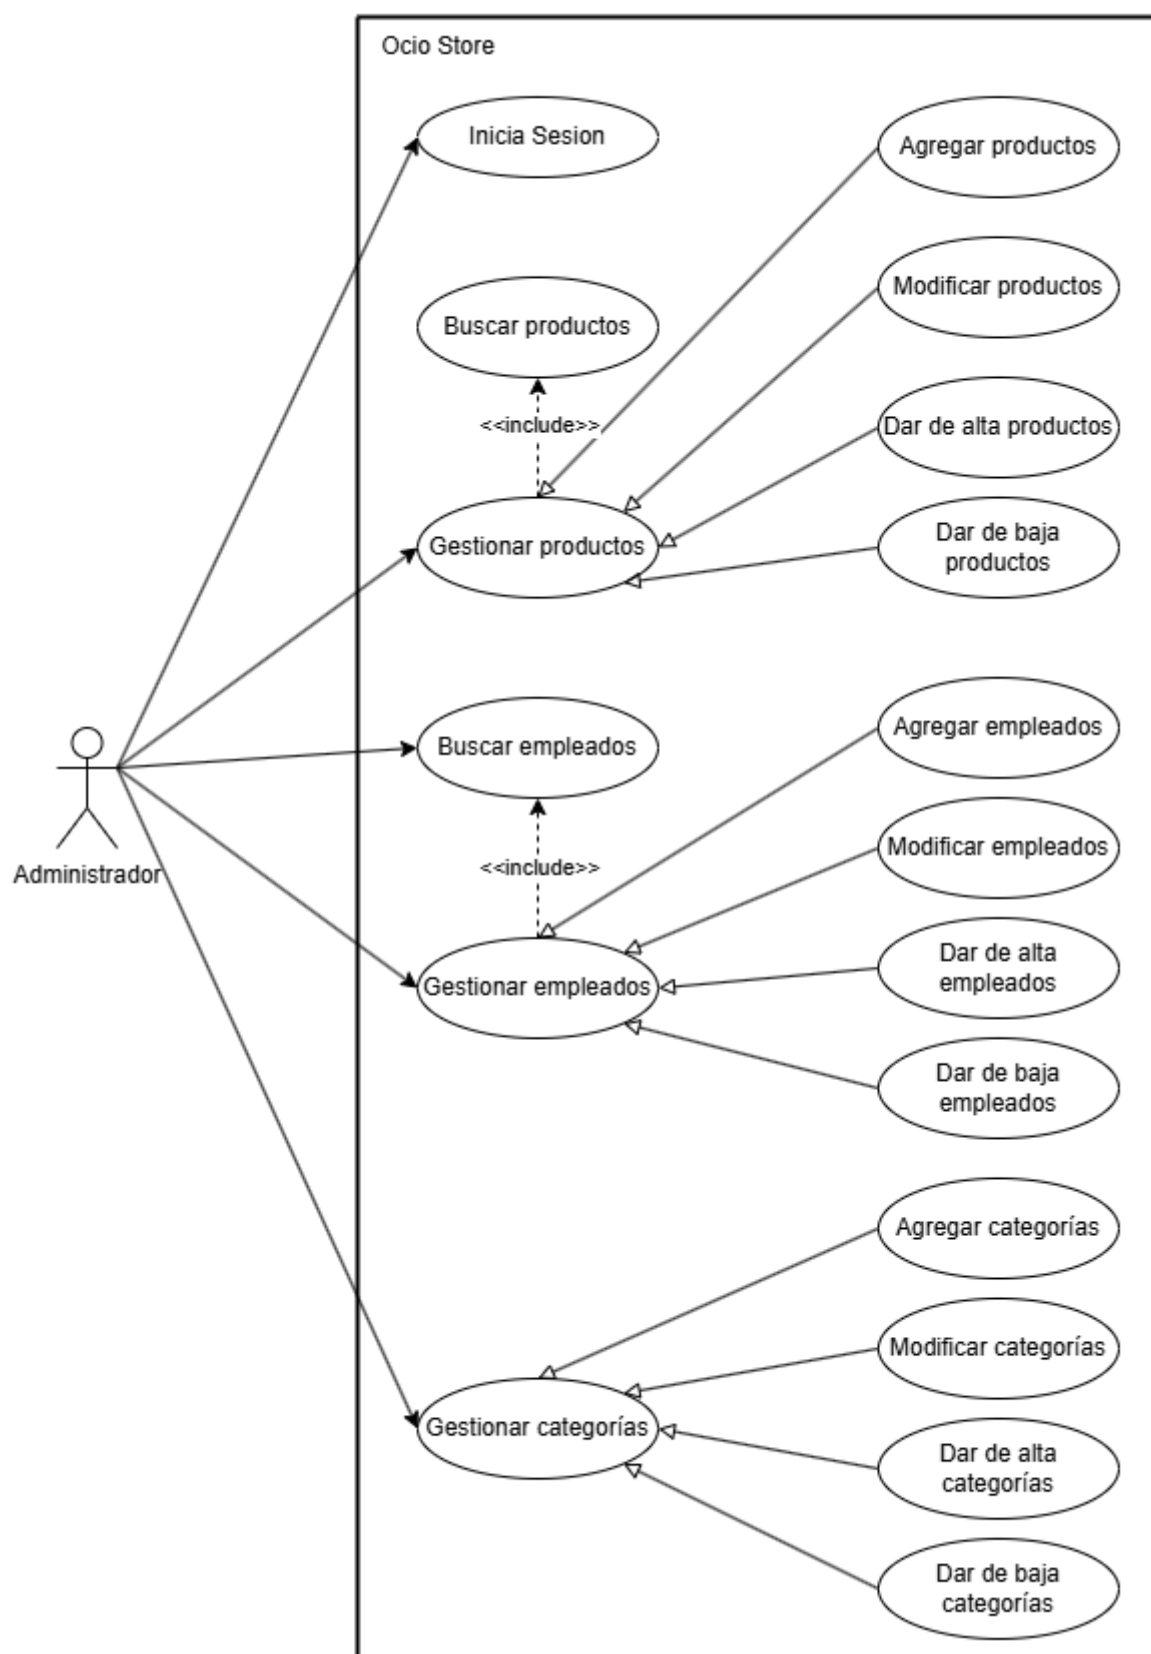 Ocio Store
Inicia Sesion
Agregar productos
Modificar productos
Buscar productos
<<include>>
Dar de alta productos
Gestionar productos
Dar de baja
productos
Agregar empleados
Buscar empleados
Modificar empleados
<<include>>
Administrador
Dar de alta
empleados
Gestionar empleados
Dar de baja
empleados
Agregar categorías
Modificar categorías
Gestionar categorías
Dar de alta
categorías
Dar de baja
categorías